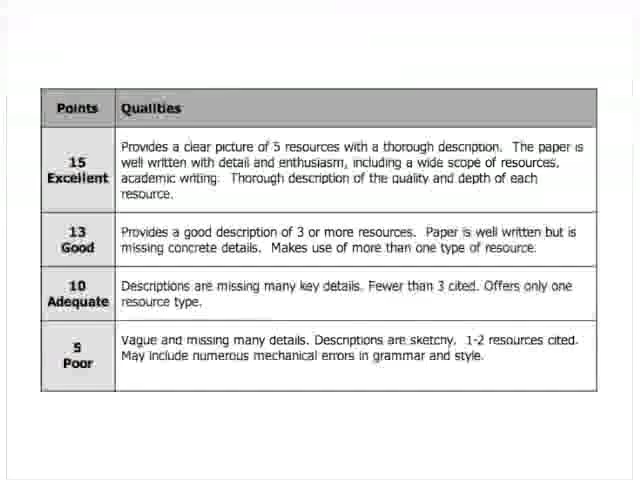 Points Qualities
15
Excellent
Provides a clear picture of 5 resources with a thorough description. The paper is
well written with detail and enthusiasm, including a wide scope of resources,
academic writing. Thorough description of the quality and depth of each
resource.
13
Good
Provides a good description of 3 or more resources. Paper is well written but is
missing concrete details. Makes use of more than one type of resource.
10
Adequate
Descriptions are missing many key details. Fewer than 3 cited. Offers only one
resource type.
5
Poor
Vague and missing many details. Descriptions are sketchy. 1-2 resources cited.
May include numerous mechanical errors in grammar and style.